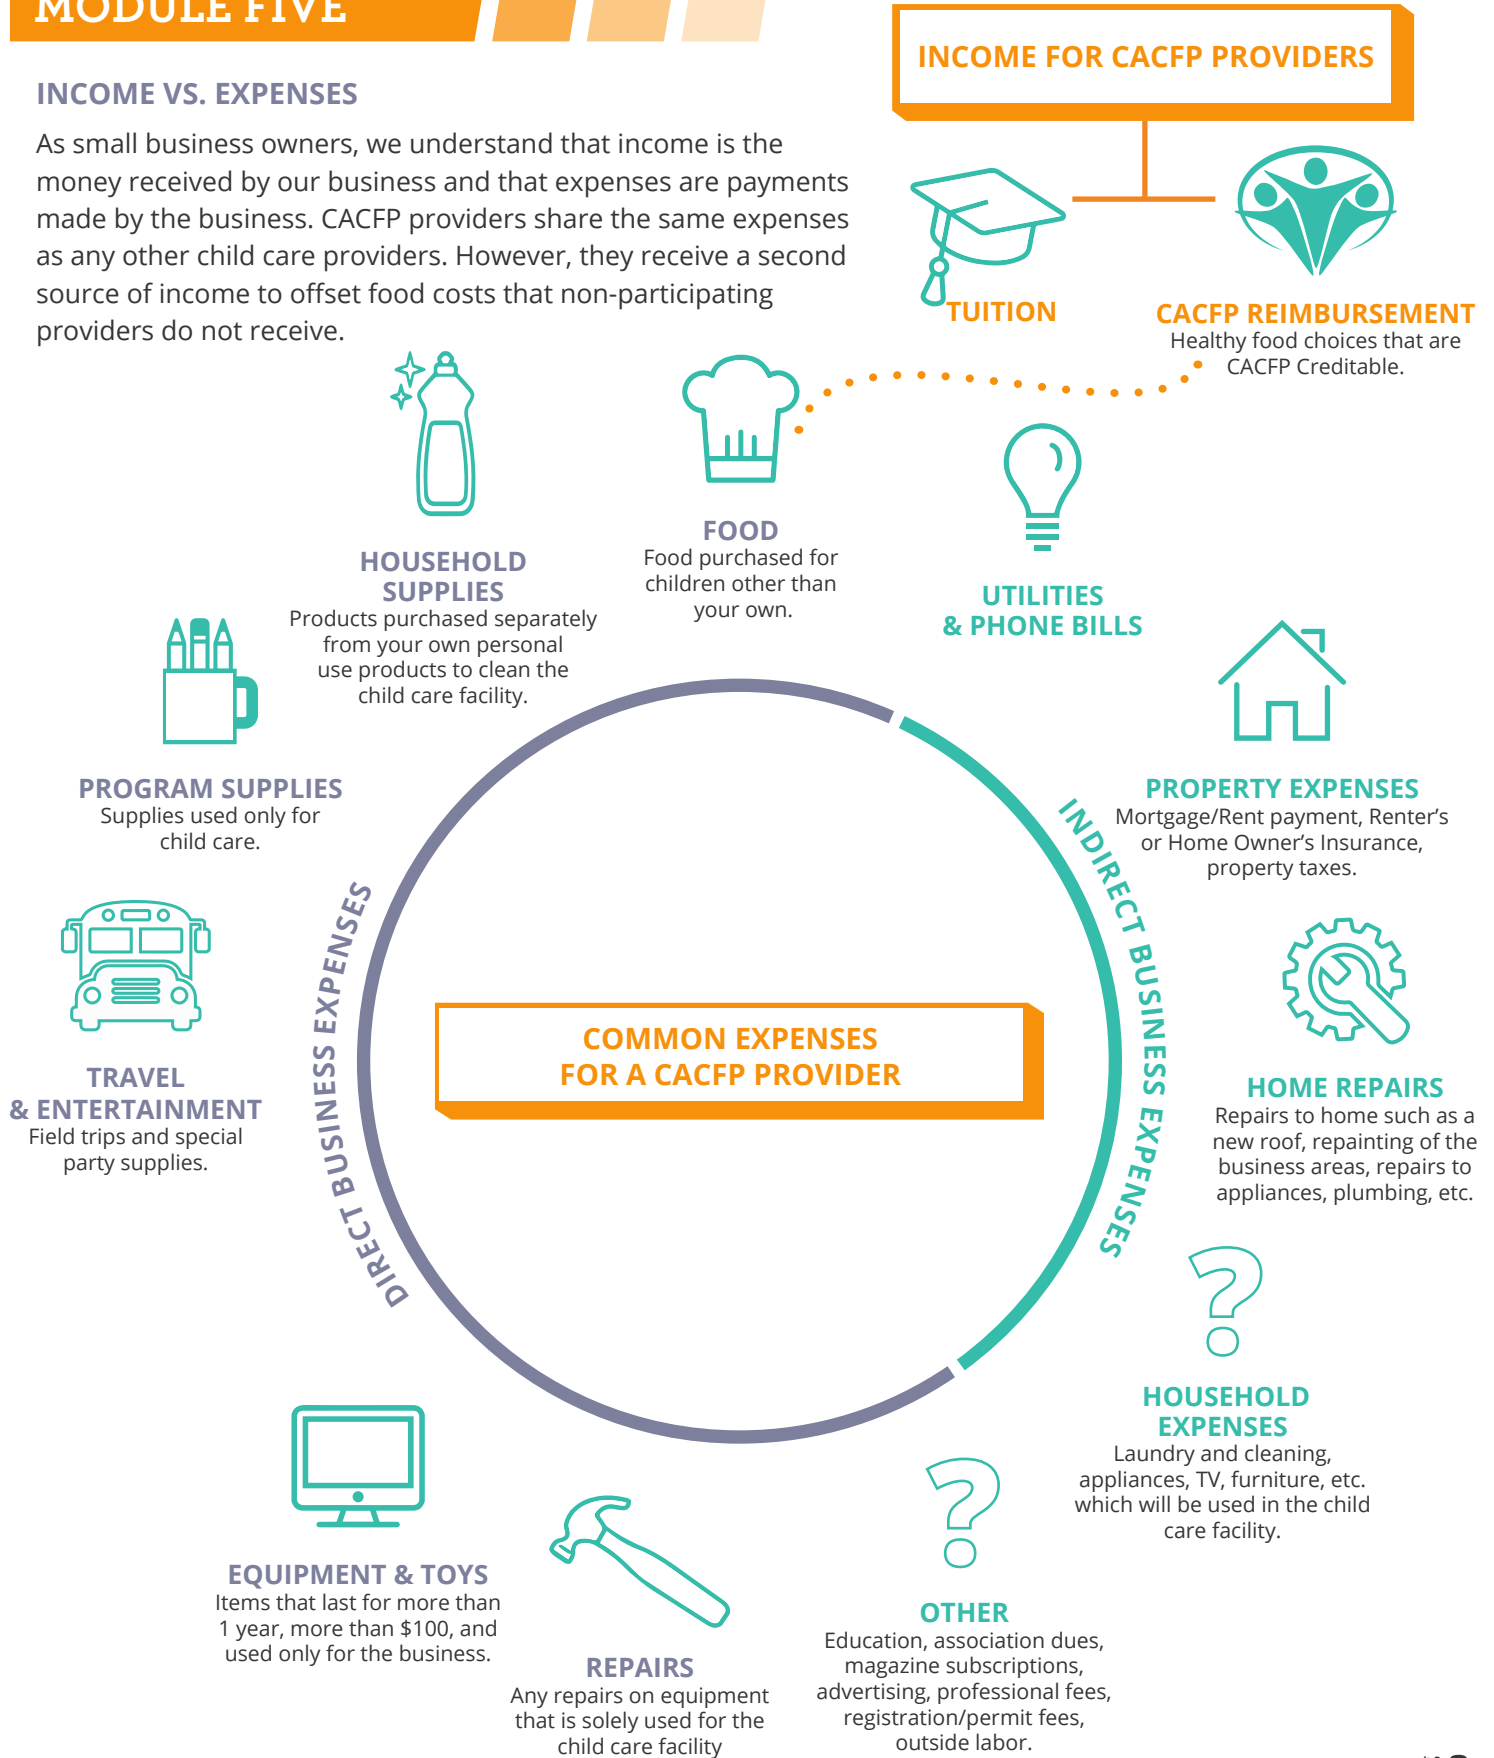 MODULE FIVE
INCOME VS. EXPENSES
As small business owners, we understand that income is the
money received by our business and that expenses are payments
made by the business. CACFP providers share the same expenses
as any other child care providers. However, they receive a second
source of income to offset food costs that non-participating
providers do not receive.
INCOME FOR CACFP PROVIDERS
TUITION
CACFP REIMBURSEMENT
Healthy food choices that are
CACFP Creditable.
HOUSEHOLD
SUPPLIES
Products purchased separately
from your own personal
use products to clean the
child care facility.
FOOD
Food purchased for
children other than
your own.
UTILITIES
& PHONE BILLS
PROGRAM SUPPLIES
Supplies used only for
child care.
PROPERTY EXPENSES
Mortgage/Rent payment, Renter's
or Home Owner's Insurance,
property taxes.
TRAVEL
& ENTERTAINMENT
Field trips and special
party supplies.
DIRECT BUSINESS EXPENSES
COMMON EXPENSES
FOR A CACFP PROVIDER
INDIRECT BUSINESS EXPENSES
HOME REPAIRS
Repairs to home such as a
new roof, repainting of the
business areas, repairs to
appliances, plumbing, etc.
HOUSEHOLD
EXPENSES
Laundry and cleaning,
appliances, TV, furniture, etc.
which will be used in the child
care facility.
EQUIPMENT & TOYS
Items that last for more than
1 year, more than $100, and
used only for the business.
REPAIRS
Any repairs on equipment
that is solely used for the
child care facility
OTHER
Education, association dues,
magazine subscriptions,
advertising, professional fees,
registration/permit fees,
outside labor.